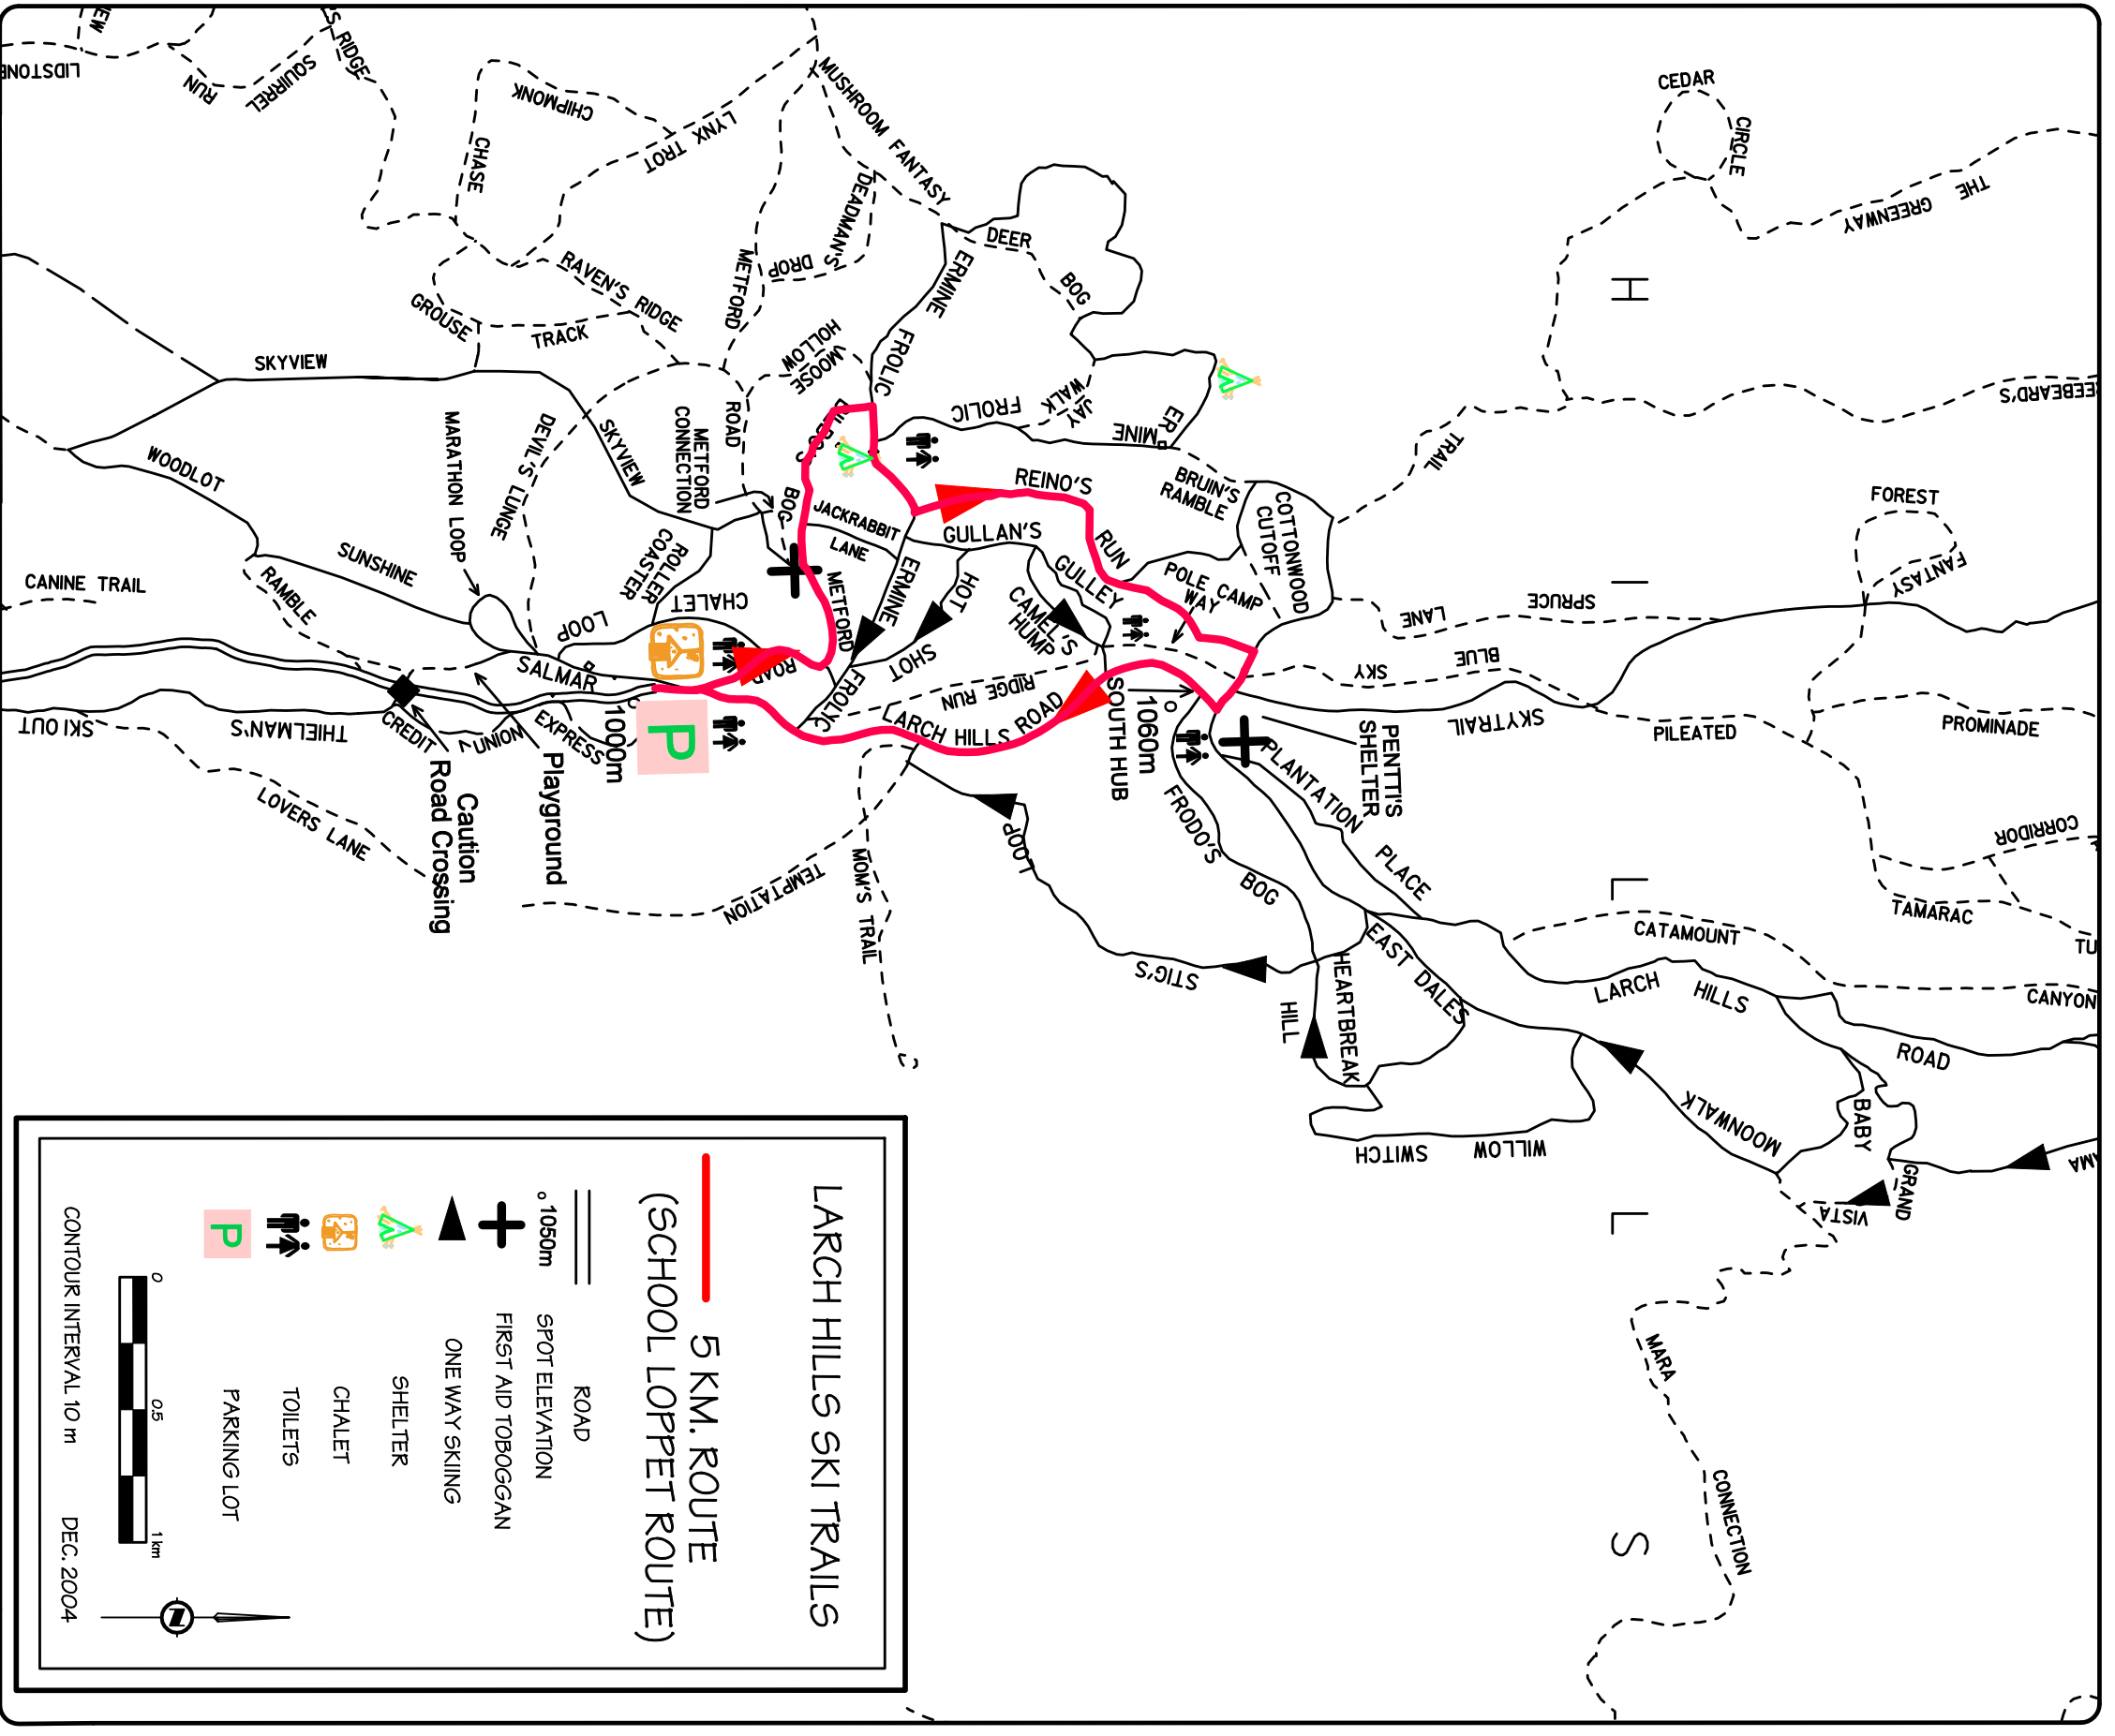 LIDSTONE
SQUIRREL
RUN
'S RIDGE
CHIPMONK
CHASE
LYNX
TROT
MUSHROOM FANTASY
DEADMAN'S
DROP
METFORD
ROAD
RAVEN'S RIDGE
GROUSE
TRACK
DEER
BOG
ERMINE
FROLIC
MOOSE
HOLLOW
CEDAR
CIRCLE
THE
GREENWAY
H
I
L
L
S
SKYVIEW
SKYVIEW
WOODLOT
MARATHON LOOP
DEVIL'S LUNGE
METFORD
CONNECTION
JAY
WALK
FROLIC
ERMINE
REINO'S
RUN
BRUIN'S
RAMBLE
COTTONWOOD
CUTOFF
TRAIL
FOREST
FANTASY
SUNSHINE
CANINE TRAIL
RAMBLE
ROLLER
COASTER
CHALET
LOOP
BOG
JACKRABBIT
LANE
METFORD
ROAD
GULLAN'S
GULLEY
ERMINE
FROLIC
HOT
SHOT
CAMEL'S
HUMP
POLE CAMP
WAY
SPRUCE
LANE
BLUE
SKY
SKYTRAIL
PILEATED
PROMINADE
RIDGE RUN
LARCH HILLS
ROAD
SOUTH HUB
1060m
PENTTI'S
SHELTER
PLANTATION
PLACE
FRODO'S
BOG
CORRIDOR
TAMARAC
CATAMOUNT
CANYON
SALMAR
EXPRESS
1000m
P
SKI OUT
THIELMAN'S
CREDIT
UNION
LOVERS LANE
Playground
Caution
Road Crossing
TEMPTATION
MOM'S TRAIL
STIG'S
LOOP
EAST DALES
HEARTBREAK
HILL
LARCH
HILLS
ROAD
WILLOW
SWITCH
MOONWALK
BABY
GRAND
VISTA
MARA
CONNECTION
LARCH HILLS SKI TRAILS
5 KM. ROUTE
(SCHOOL LOPPET ROUTE)
ROAD
1050m
SPOT ELEVATION
FIRST AID TOBOGGAN
ONE WAY SKIING
SHELTER
CHALET
TOILETS
P
PARKING LOT
0
0.5
1 km
CONTOUR INTERVAL 10 m
DEC. 2004